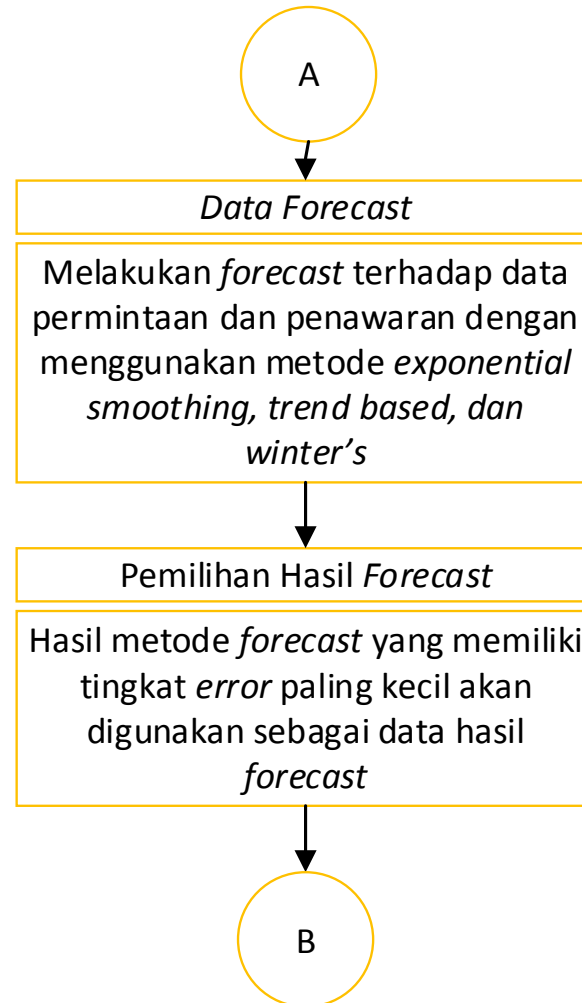 A
Data Forecast
Melakukan forecast terhadap data
permintaan dan penawaran dengan
menggunakan metode exponential
smoothing, trend based, dan
winter’s
Pemilihan Hasil Forecast
Hasil metode forecast yang memiliki
tingkat error paling kecil akan
digunakan sebagai data hasil
forecast
B